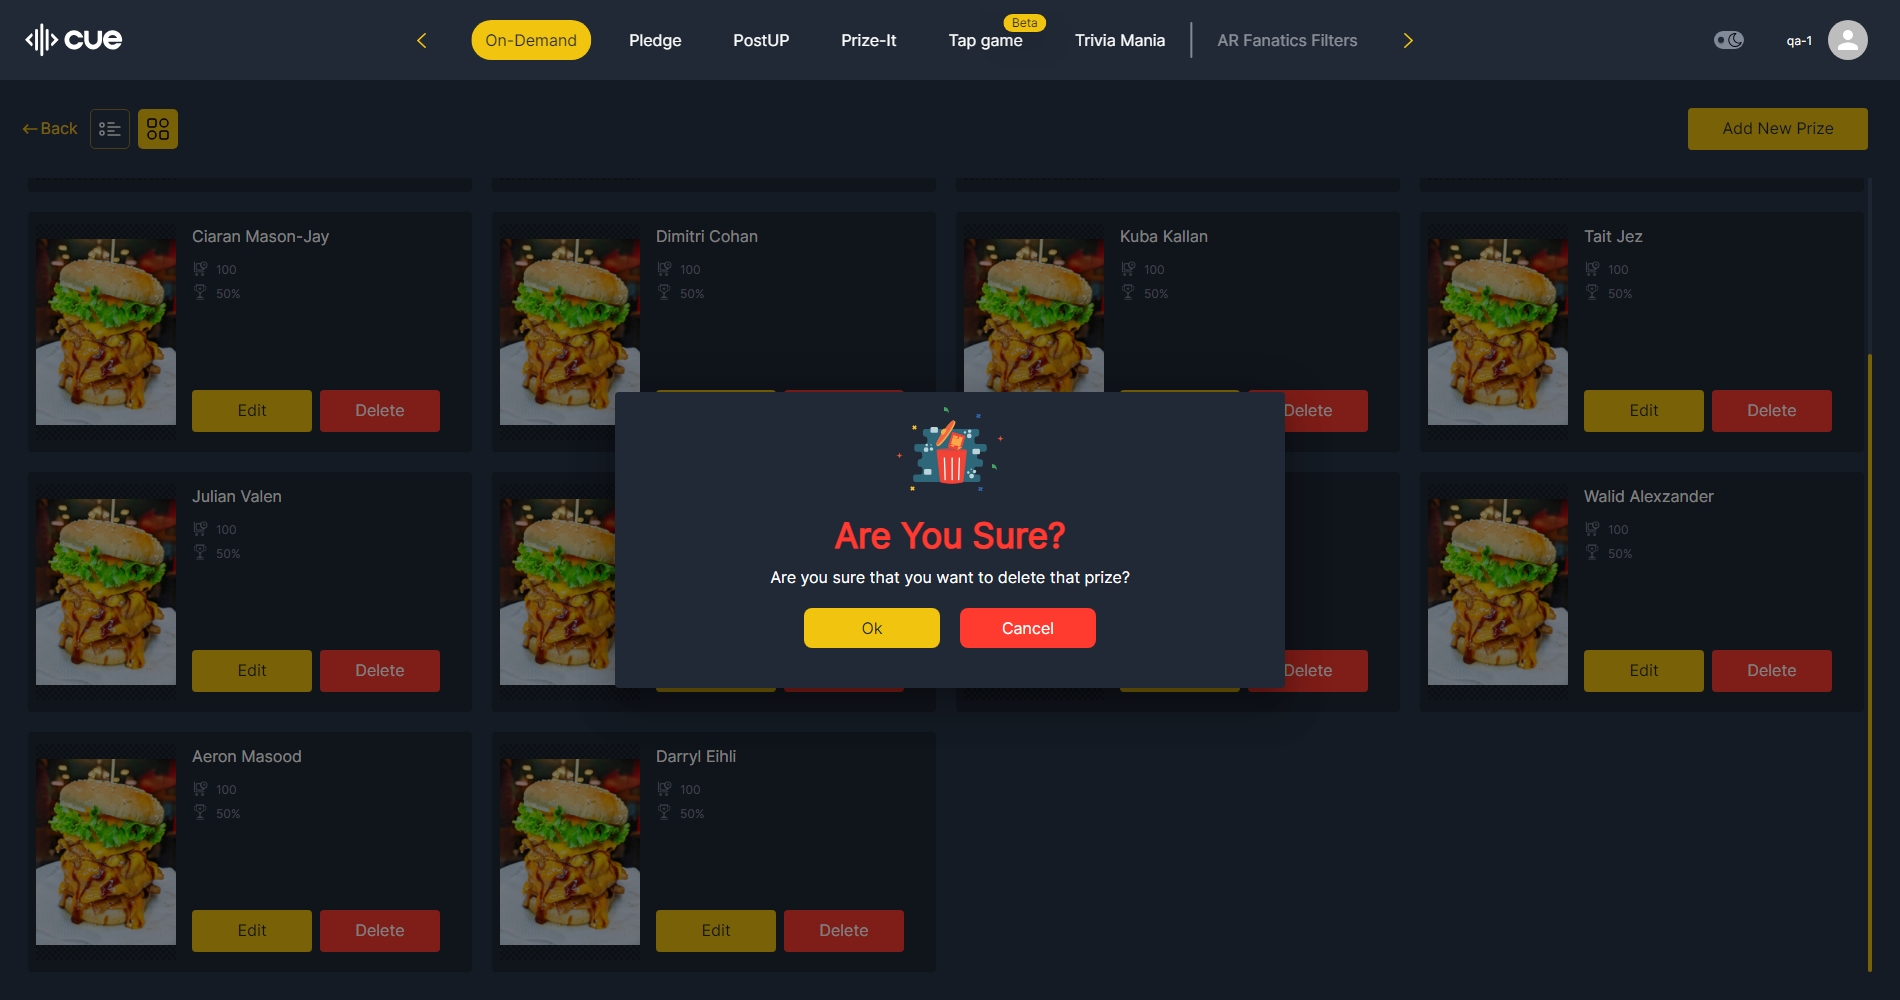 cue
On-Demand
Pledge
PostUP
Prize-It
Tap game
Beta
Trivia Mania
AR Fanatics Filters
qa-1
Back
Add New Prize
Ciaran Mason-Jay
100
50%
Edit
Delete
Dimitri Cohan
100
50%
Kuba Kallan
100
50%
Delete
Tait Jez
100
50%
Edit
Delete
Are You Sure?
Are you sure that you want to delete that prize?
Ok
Cancel
Julian Valen
100
50%
Edit
Delete
Delete
Walid Alexzander
100
50%
Edit
Delete
Aeron Masood
100
50%
Edit
Delete
Darryl Eihli
100
50%
Edit
Delete